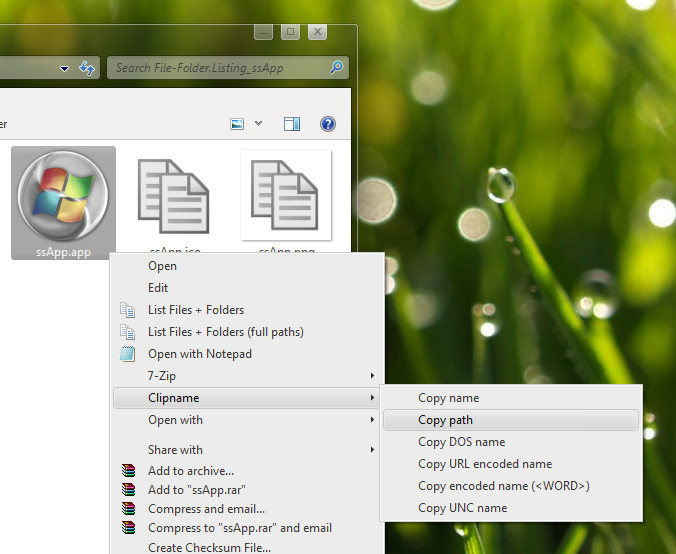 Search File-Folder.Listing_ssApp
ssApp.app
ssApp.ico
ssApp.png
Open
Edit
List Files + Folders
List Files + Folders (full paths)
Open with Notepad
7-Zip
Clipname
Open with
Share with
Add to archive...
Add to "ssApp.rar"
Compress and email...
Compress to "ssApp.rar" and email
Create Checksum File...
Copy name
Copy path
Copy DOS name
Copy URL encoded name
Copy encoded name (<WORD>)
Copy UNC name